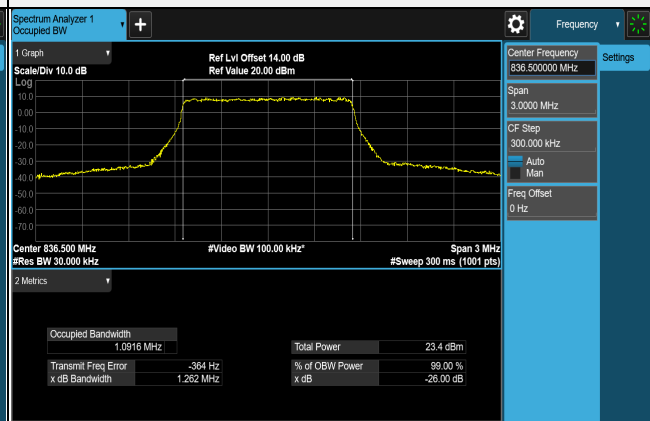 Spectrum Analyzer 1
Occupied BW
+
Frequency
1 Graph
Ref Lvl Offset 14.00 dB
Scale/Div 10.0 dB
Ref Value 20.00 dBm
Log
10.0
0.00
-10.0
-20.0
-30.0
-40.0
-50.0
-60.0
-70.0
Center 836.500 MHz
#Video BW 100.00 kHz*
Span 3 MHz
#Res BW 30.000 kHz
#Sweep 300 ms (1001 pts)
2 Metrics
Occupied Bandwidth
1.0916 MHz
Total Power 23.4 dBm
Transmit Freq Error -364 Hz
% of OBW Power 99.00 %
x dB Bandwidth 1.262 MHz
x dB -26.00 dB
Center Frequency
836.500000 MHz
Settings
Span
3.0000 MHz
CF Step
300.000 kHz
Auto
Man
Freq Offset
0 Hz